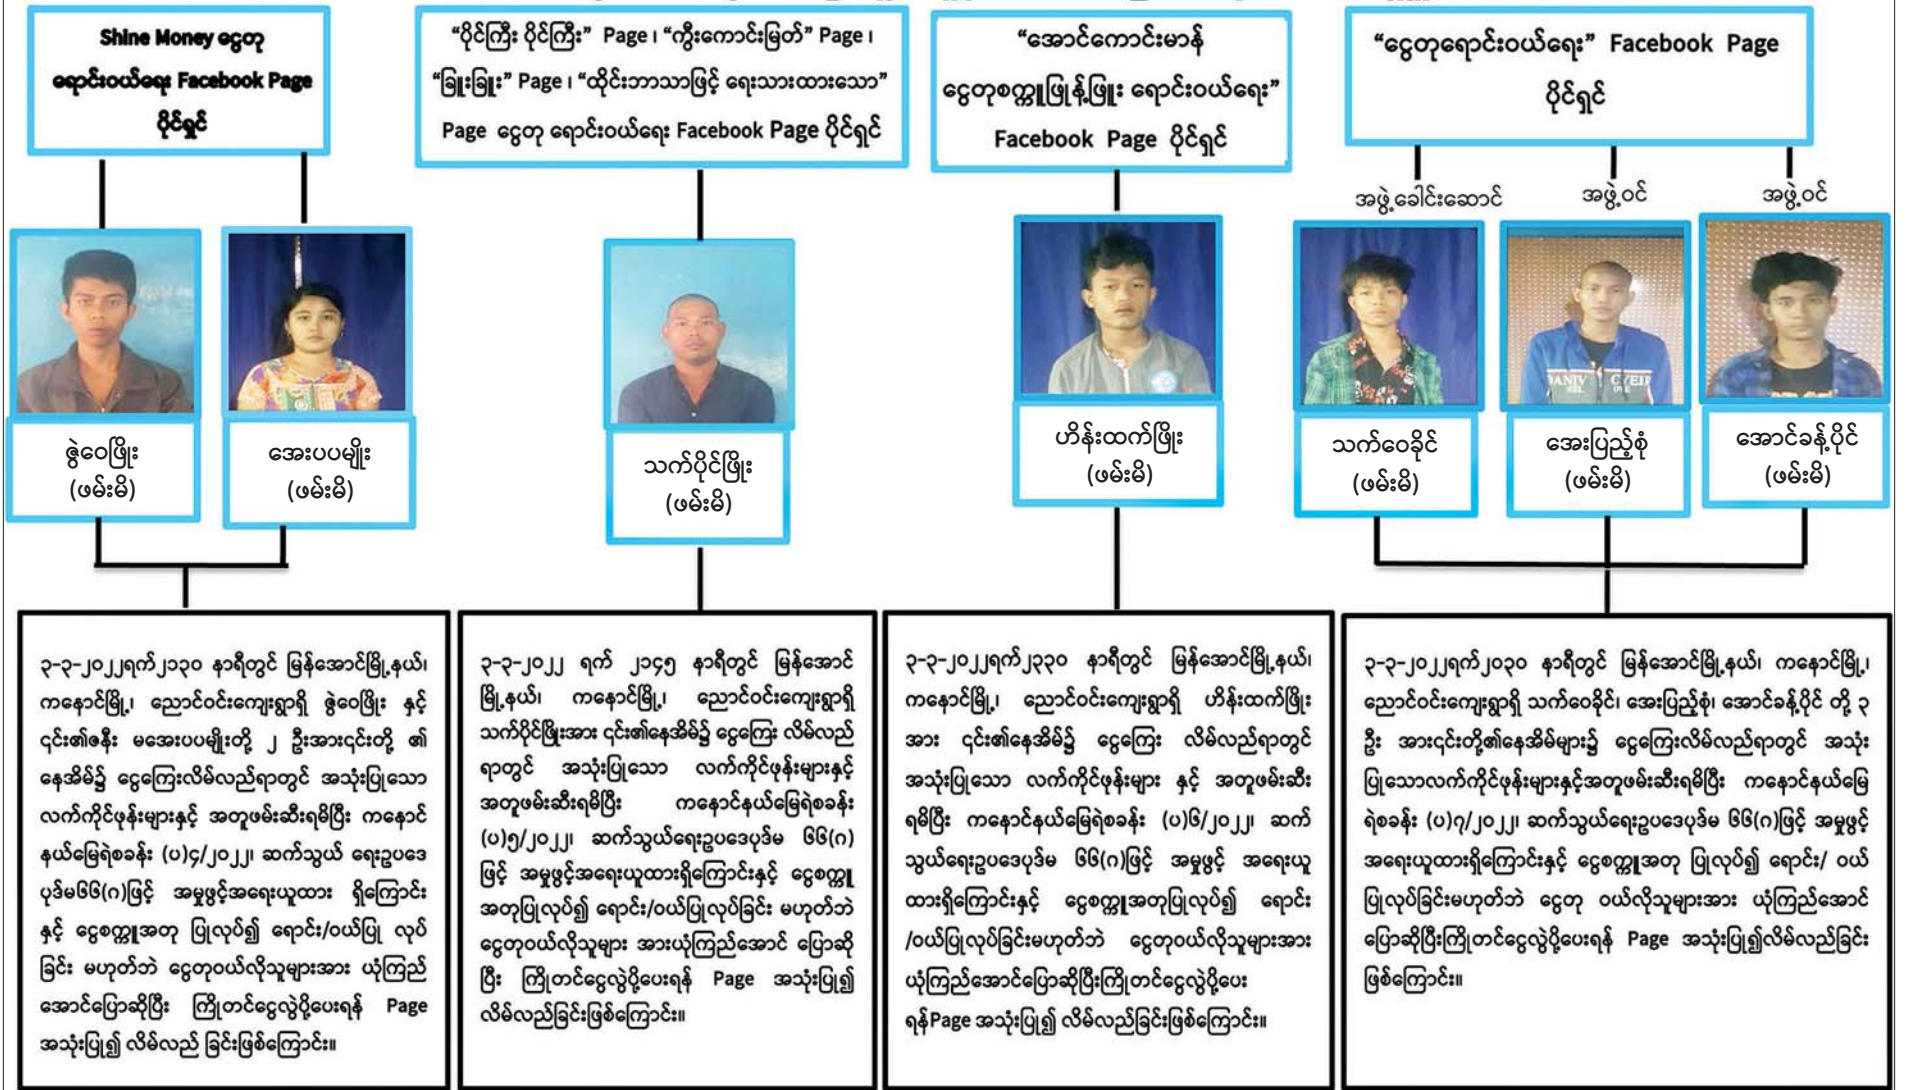 Shine Money ငွေတု
ရောင်းဝယ်ရေး Facebook Page
ပိုင်ရှင်
“ပိုင်ကြီး ပိုင်ကြီး” Page ၊ “ကွီးကောင်းမြတ်” Page ၊
“ခြူးခြူး” Page ၊ “ထိုင်းဘာသာဖြင့် ရေးသားထားသော”
Page ငွေတု ရောင်းဝယ်ရေး Facebook Page ပိုင်ရှင်
“အောင်ကောင်းမာန်
ငွေတုစက္ကူဖြန့်ဖြူး ရောင်းဝယ်ရေး”
Facebook Page ပိုင်ရှင်
“ငွေတုရောင်းဝယ်ရေး” Facebook Page
ပိုင်ရှင်
အဖွဲ့ခေါင်းဆောင်
အဖွဲ့ဝင်
အဖွဲ့ဝင်
ဇွဲဝေဖြိုး
(ဖမ်းမိ)
အေးပပမျိုး
(ဖမ်းမိ)
သက်ပိုင်ဖြိုး
(ဖမ်းမိ)
ဟိန်းထက်ဖြိုး
(ဖမ်းမိ)
သက်ဝေခိုင်
(ဖမ်းမိ)
အေးပြည့်စုံ
(ဖမ်းမိ)
အောင်ခန့်ပိုင်
(ဖမ်းမိ)
၃-၃-၂၀၂၂ရက်၂၁၃၀ နာရီတွင် မြန်အောင်မြို့နယ်၊
ကနောင်မြို့၊ ညောင်ဝင်းကျေးရွာရှိ ဇွဲဝေဖြိုး နှင့်
၎င်း၏ဇနီး မအေးပပမျိုးတို့ ၂ ဦးအား၎င်းတို့ ၏
နေအိမ်၌ ငွေကြေးလိမ်လည်ရာတွင် အသုံးပြုသော
လက်ကိုင်ဖုန်းများနှင့် အတူဖမ်းဆီးရမိပြီး ကနောင်
နယ်မြေရဲစခန်း (ပ)၄/၂၀၂၂၊ ဆက်သွယ် ရေးဥပဒေ
ပုဒ်မ၆၆(ဂ)ဖြင့် အမှုဖွင့်အရေးယူထား ရှိကြောင်း
နှင့် ငွေစက္ကူအတု ပြုလုပ်၍ ရောင်း/ဝယ်ပြု လုပ်
ခြင်း မဟုတ်ဘဲ ငွေတုဝယ်လိုသူများအား ယုံကြည်
အောင်ပြောဆိုပြီး ကြိုတင်ငွေလွှဲပို့ပေးရန် Page
အသုံးပြု၍ လိမ်လည် ခြင်းဖြစ်ကြောင်း။
၃-၃-၂၀၂၂ ရက် ၂၁၄၅ နာရီတွင် မြန်အောင်
မြို့နယ်၊ ကနောင်မြို့၊ ညောင်ဝင်းကျေးရွာရှိ
သက်ပိုင်ဖြိုးအား ၎င်း၏နေအိမ်၌ ငွေကြေး လိမ်လည်
ရာတွင် အသုံးပြုသော လက်ကိုင်ဖုန်းများနှင့်
အတူဖမ်းဆီးရမိပြီး ကနောင်နယ်မြေရဲစခန်း
(ပ)၅/၂၀၂၂၊ ဆက်သွယ်ရေးဥပဒေပုဒ်မ ၆၆(ဂ)
ဖြင့် အမှုဖွင့်အရေးယူထားရှိကြောင်းနှင့် ငွေစက္ကူ
အတုပြုလုပ်၍ ရောင်း/ဝယ်ပြုလုပ်ခြင်း မဟုတ်ဘဲ
ငွေတုဝယ်လိုသူများ အားယုံကြည်အောင် ပြောဆို
ပြီး ကြိုတင်ငွေလွှဲပို့ပေးရန် Page အသုံးပြု၍
လိမ်လည်ခြင်းဖြစ်ကြောင်း။
၃-၃-၂၀၂၂ရက်၂၃၃၀ နာရီတွင် မြန်အောင်မြို့နယ်၊
ကနောင်မြို့၊ ညောင်ဝင်းကျေးရွာရှိ ဟိန်းထက်ဖြိုး
အား ၎င်း၏နေအိမ်၌ ငွေကြေး လိမ်လည်ရာတွင်
အသုံးပြုသော လက်ကိုင်ဖုန်းများ နှင့် အတူဖမ်းဆီး
ရမိပြီး ကနောင်နယ်မြေရဲစခန်း (ပ)၆/၂၀၂၂၊ ဆက်
သွယ်ရေးဥပဒေပုဒ်မ ၆၆(ဂ)ဖြင့် အမှုဖွင့် အရေးယူ
ထားရှိကြောင်းနှင့် ငွေစက္ကူအတုပြုလုပ်၍ ရောင်း
/ဝယ်ပြုလုပ်ခြင်းမဟုတ်ဘဲ ငွေတုဝယ်လိုသူများအား
ယုံကြည်အောင်ပြောဆိုပြီးကြိုတင်ငွေလွှဲပို့ပေး
ရန်Page အသုံးပြု၍ လိမ်လည်ခြင်းဖြစ်ကြောင်း။
၃-၃-၂၀၂၂ရက်၂၀၃၀ နာရီတွင် မြန်အောင်မြို့နယ်၊ ကနောင်မြို့၊
ညောင်ဝင်းကျေးရွာရှိ သက်ဝေခိုင်၊ အေးပြည့်စုံ၊ အောင်ခန့်ပိုင် တို့ ၃
ဦး အား၎င်းတို့၏နေအိမ်များ၌ ငွေကြေးလိမ်လည်ရာတွင် အသုံး
ပြုသောလက်ကိုင်ဖုန်းများနှင့်အတူဖမ်းဆီးရမိပြီး ကနောင်နယ်မြေ
ရဲစခန်း (ပ)၇/၂၀၂၂၊ ဆက်သွယ်ရေးဥပဒေပုဒ်မ ၆၆(ဂ)ဖြင့် အမှုဖွင့်
အရေးယူထားရှိကြောင်းနှင့် ငွေစက္ကူအတု ပြုလုပ်၍ ရောင်း/ ဝယ်
ပြုလုပ်ခြင်းမဟုတ်ဘဲ ငွေတု ဝယ်လိုသူများအား ယုံကြည်အောင်
ပြောဆိုပြီးကြိုတင်ငွေလွှဲပို့ပေးရန် Page အသုံးပြု၍လိမ်လည်ခြင်း
ဖြစ်ကြောင်း။